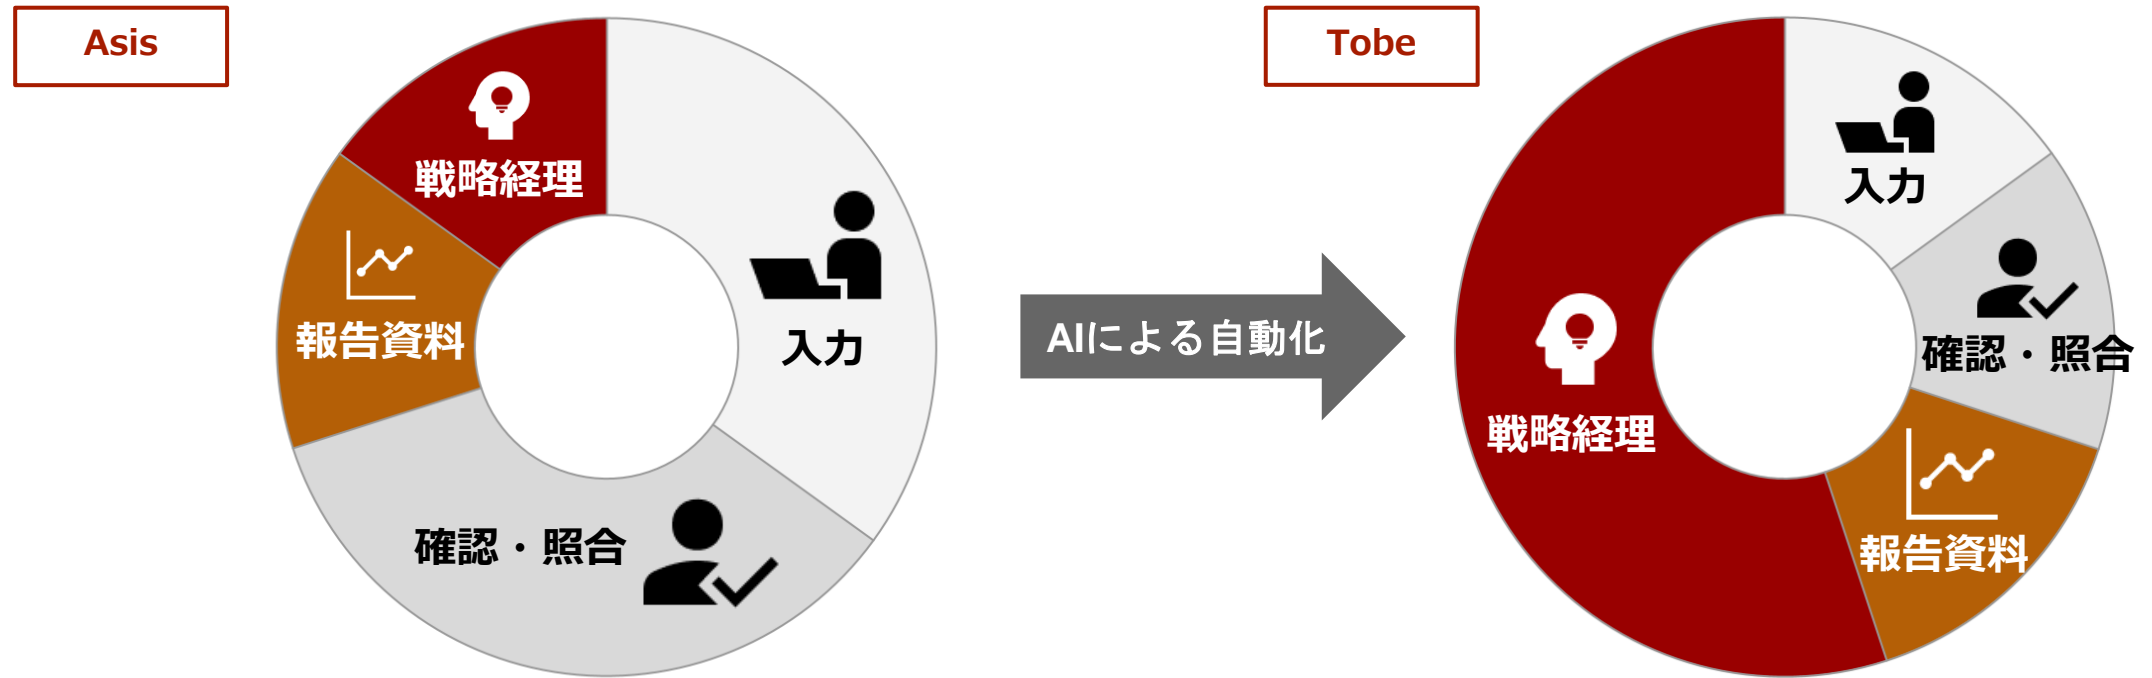 Asis
戦略経理
報告資料
入力
確認・照合
AIによる自動化
Tobe
入力
確認・照合
戦略経理
報告資料